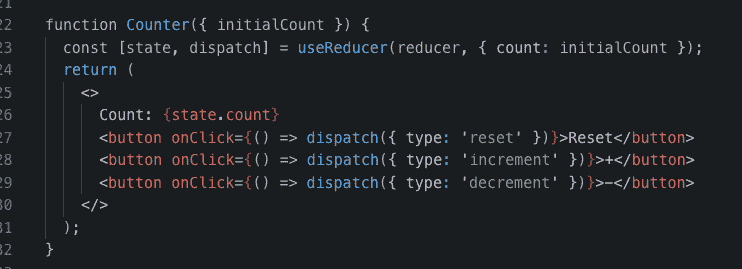 21
22 function Counter({ initialCount }) {
23   const [state, dispatch] = useReducer(reducer, { count: initialCount });
24   return (
25     <>
26       Count: {state.count}
27       <button onClick={() => dispatch({ type: 'reset' })}>Reset</button>
28       <button onClick={() => dispatch({ type: 'increment' })}>+</button>
29       <button onClick={() => dispatch({ type: 'decrement' })}>-</button>
30     </>
31   );
32 }